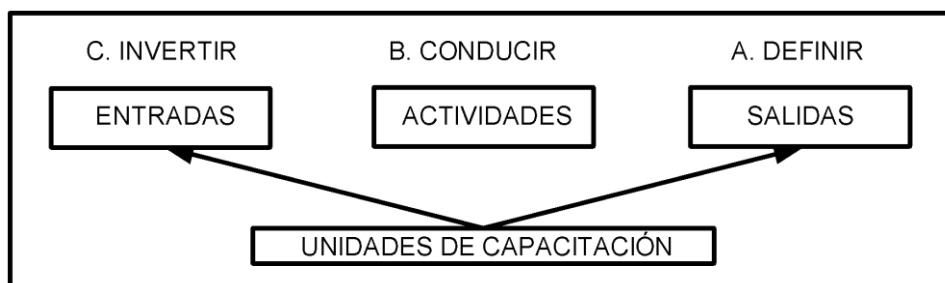 C. INVERTIR B. CONDUCIR A. DEFINIR
ENTRADAS ACTIVIDADES SALIDAS
UNIDADES DE CAPACITACIÓN